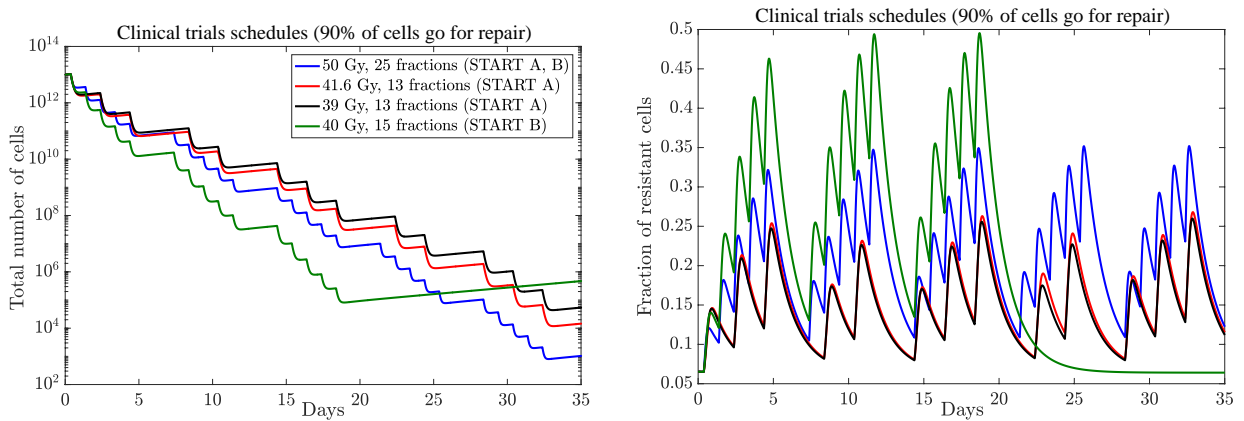 Clinical trials schedules (90% of cells go for repair)
10^14
10^12
10^10
10^8
10^6
10^4
10^2
Total number of cells
50 Gy, 25 fractions (START A, B)
41.6 Gy, 13 fractions (START A)
39 Gy, 13 fractions (START A)
40 Gy, 15 fractions (START B)
0 5 10 15 20 25 30 35
Days
Clinical trials schedules (90% of cells go for repair)
0.5
0.45
0.4
0.35
0.3
0.25
0.2
0.15
0.1
0.05
Fraction of resistant cells
0 5 10 15 20 25 30 35
Days